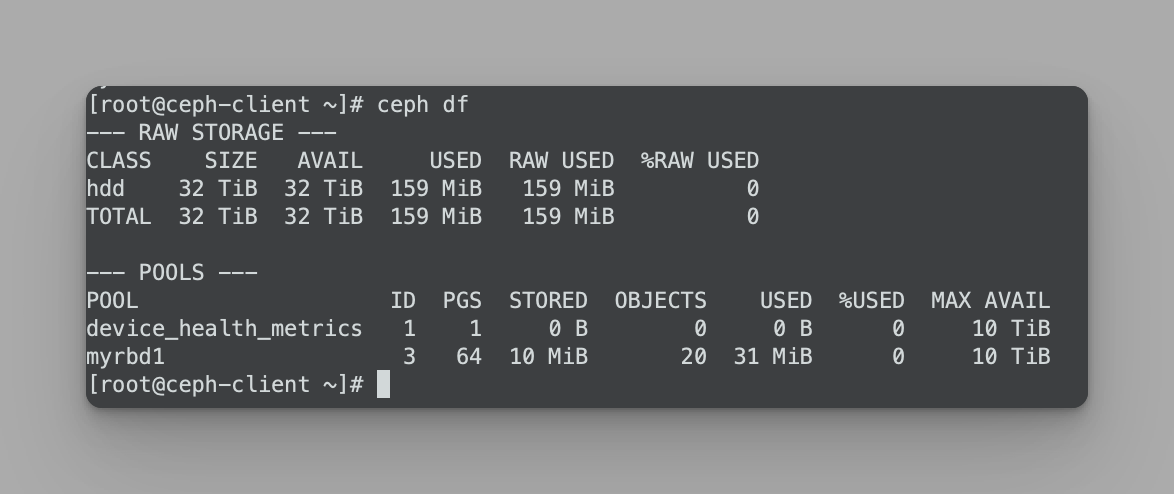 [root@ceph-client ~]# ceph df
--- RAW STORAGE ---
CLASS    SIZE   AVAIL     USED  RAW USED  %RAW USED
hdd    32 TiB  32 TiB  159 MiB   159 MiB          0
TOTAL  32 TiB  32 TiB  159 MiB   159 MiB          0

--- POOLS ---
POOL                   ID  PGS  STORED  OBJECTS    USED  %USED  MAX AVAIL
device_health_metrics   1    1     0 B        0     0 B      0     10 TiB
myrbd1                  3   64  10 MiB       20  31 MiB      0     10 TiB
[root@ceph-client ~]#